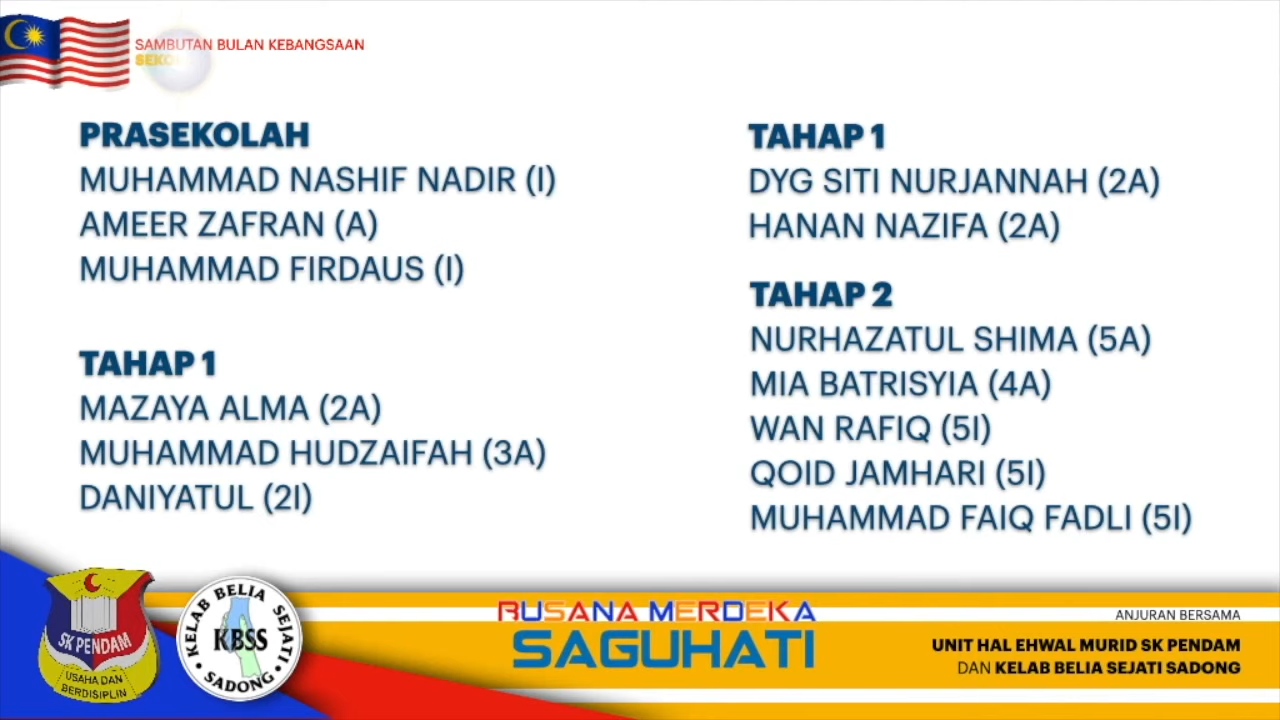 SAMBUTAN BULAN KEBANGSAAN
PRASEKOLAH
MUHAMMAD NASHIF NADIR (I)
AMEER ZAFRAN (A)
MUHAMMAD FIRDAUS (I)
TAHAP 1
MAZAYA ALMA (2A)
MUHAMMAD HUDZAIFAH (3A)
DANIYATUL (2I)
TAHAP 1
DYG SITI NURJANNAH (2A)
HANAN NAZIFA (2A)
TAHAP 2
NURHAZATUL SHIMA (5A)
MIA BATRISYIA (4A)
WAN RAFIQ (5I)
QOID JAMHARI (5I)
MUHAMMAD FAIQ FADLI (5I)
SK PENDAM
USAHA DAN
BERDISIPLIN
KELAB BELIA SEJATI
KBSS
SADONG
BUSANA MERDEKA
SAGUHATI
ANJURAN BERSAMA
UNIT HAL EHWAL MURID SK PENDAM
DAN KELAB BELIA SEJATI SADONG